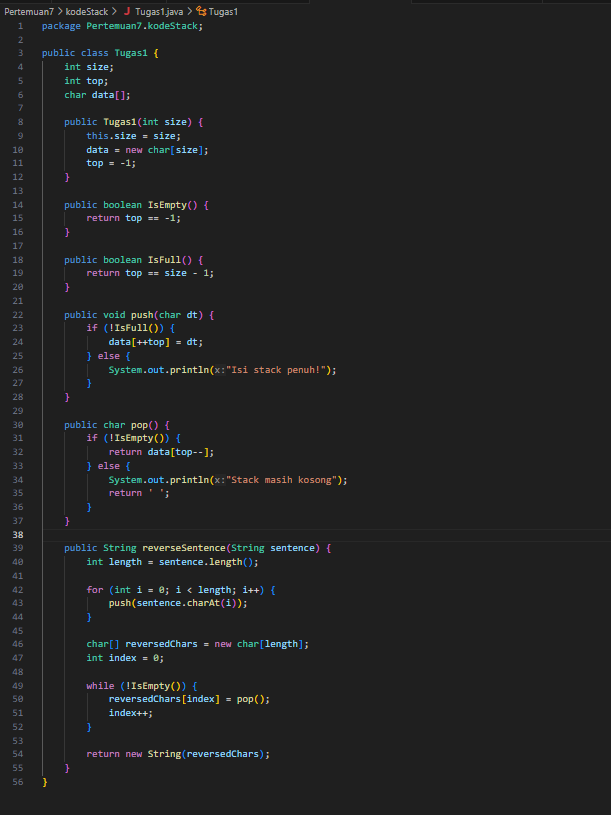 Pertemuan7 > kodeStack > J Tugas1.java > Tugas1
1 package Pertemuan7.kodeStack;
2
3 public class Tugas1 {
4     int size;
5     int top;
6     char data[];
7
8     public Tugas1(int size) {
9         this.size = size;
10         data = new char[size];
11         top = -1;
12     }
13
14     public boolean IsEmpty() {
15         return top == -1;
16     }
17
18     public boolean IsFull() {
19         return top == size - 1;
20     }
21
22     public void push(char dt) {
23         if (!IsFull()) {
24             data[++top] = dt;
25         } else {
26             System.out.println(x:"Isi stack penuh!");
27         }
28     }
29
30     public char pop() {
31         if (!IsEmpty()) {
32             return data[top--];
33         } else {
34             System.out.println(x:"Stack masih kosong");
35             return ' ';
36         }
37     }
38
39     public String reverseSentence(String sentence) {
40         int length = sentence.length();
41
42         for (int i = 0; i < length; i++) {
43             push(sentence.charAt(i));
44         }
45
46         char[] reversedChars = new char[length];
47         int index = 0;
48
49         while (!IsEmpty()) {
50             reversedChars[index] = pop();
51             index++;
52         }
53
54         return new String(reversedChars);
55     }
56 }